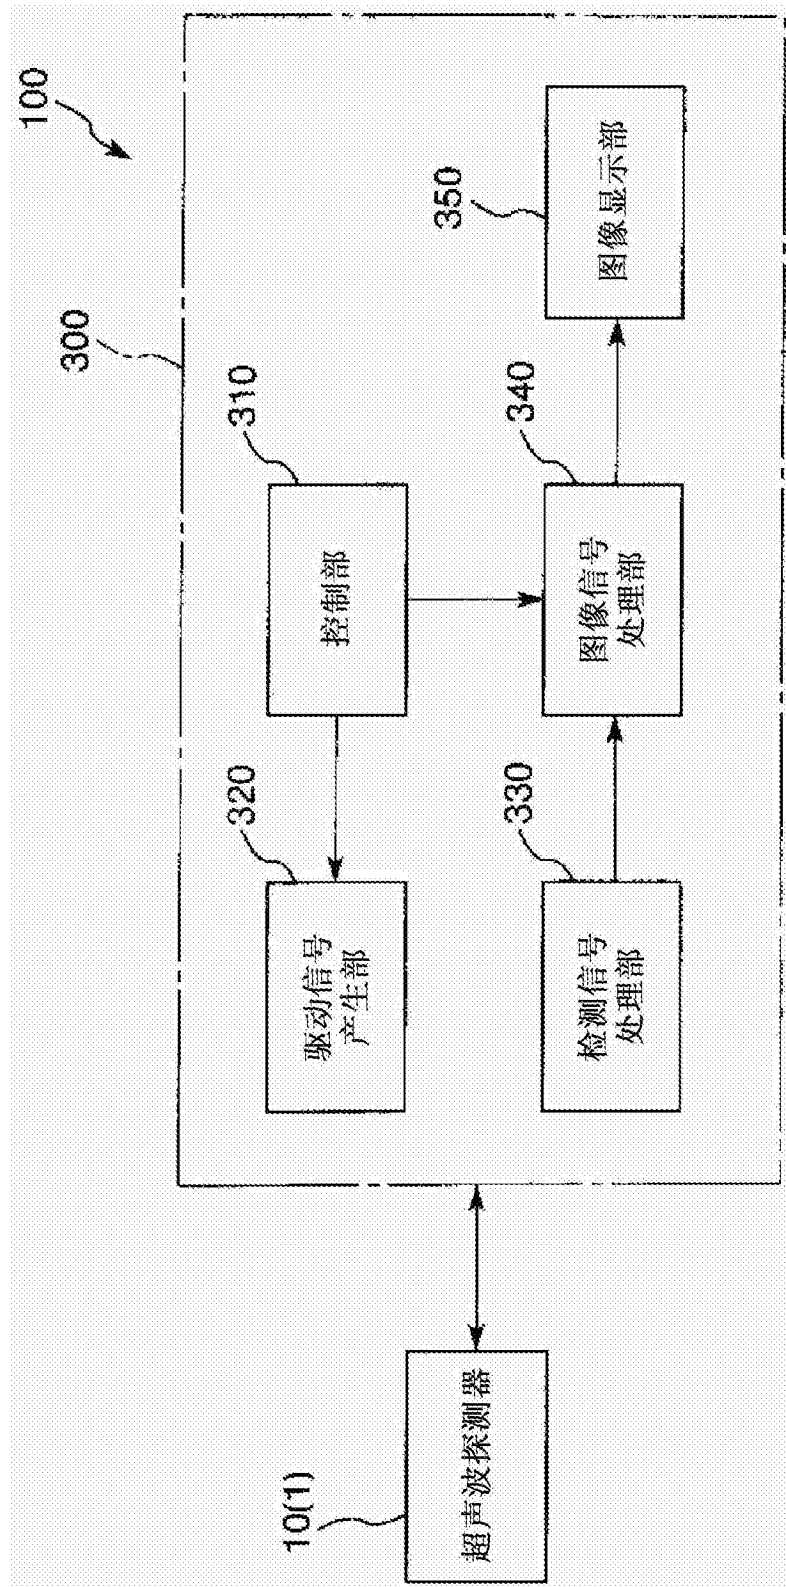 100
300
310
控制部
320
驱动信号
产生部
330
检测信号
处理部
340
图像信号
处理部
350
图像显示部
10(1)
超声波探测器